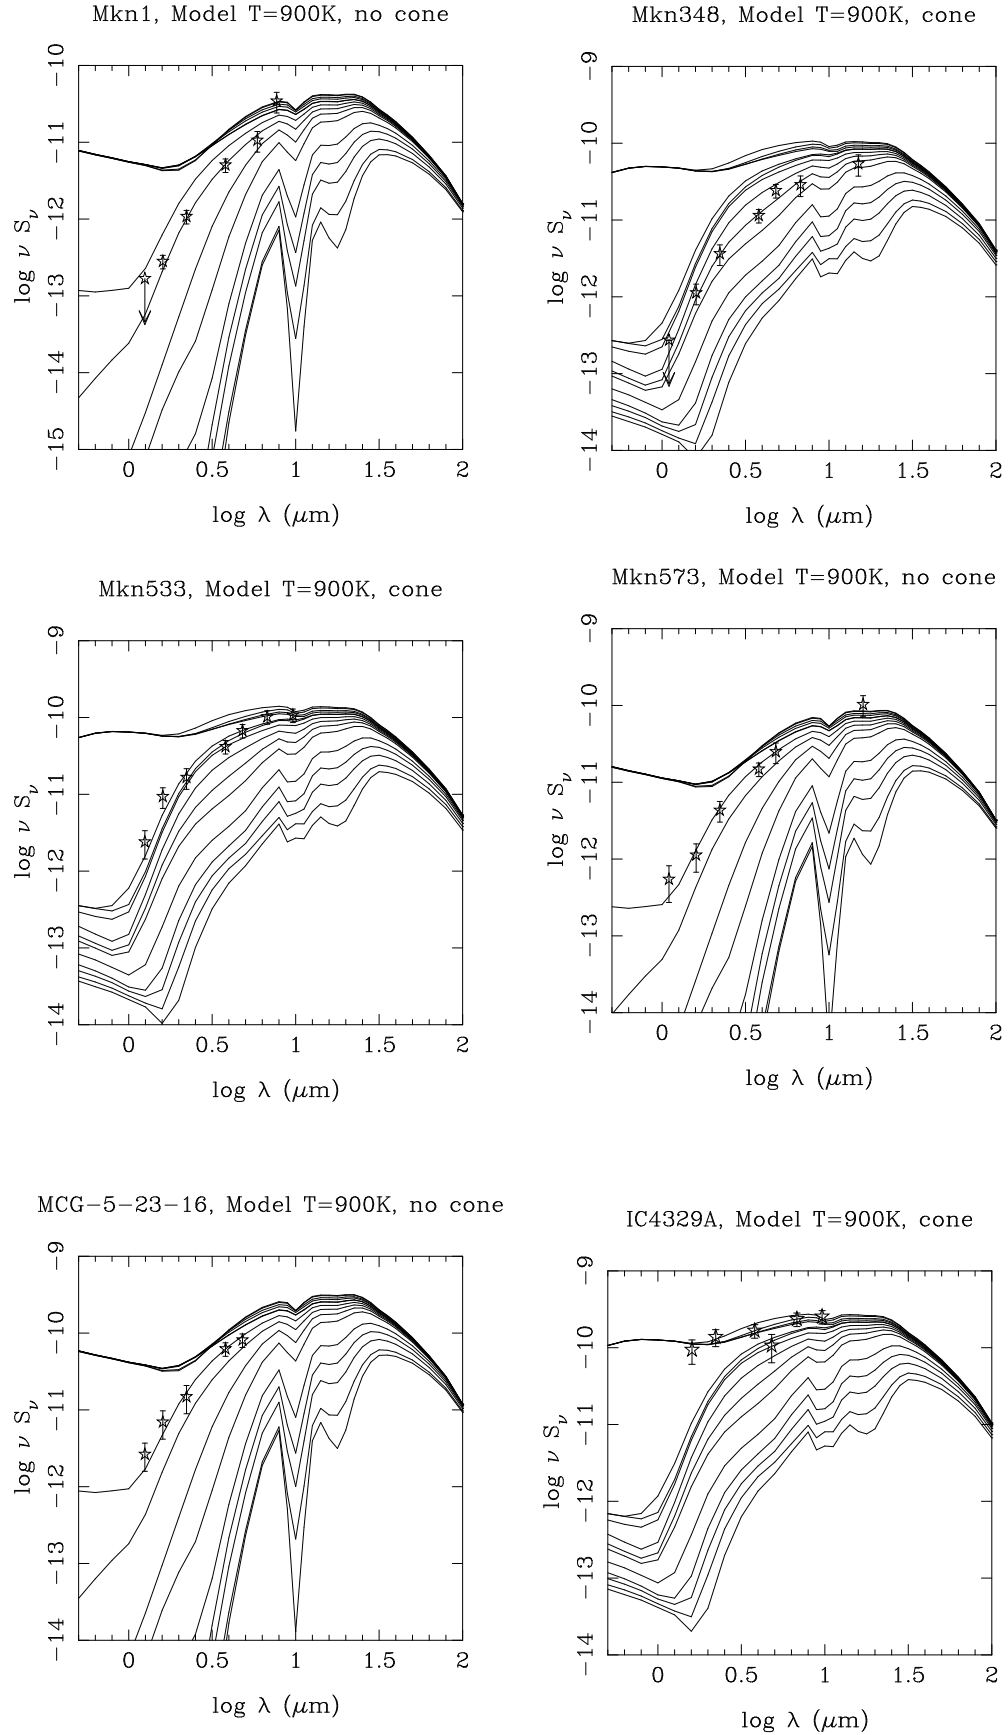 Mkn1, Model T=900K, no cone
−10
−11
−12
−13
−14
−15
log ν Sν
0 0.5 1 1.5 2
log λ (μm)
Mkn348, Model T=900K, cone
−9
−10
−11
−12
−13
−14
log ν Sν
0 0.5 1 1.5 2
log λ (μm)
Mkn533, Model T=900K, cone
−9
−10
−11
−12
−13
−14
log ν Sν
0 0.5 1 1.5 2
log λ (μm)
Mkn573, Model T=900K, no cone
−9
−10
−11
−12
−13
−14
log ν Sν
0 0.5 1 1.5 2
log λ (μm)
MCG−5−23−16, Model T=900K, no cone
−9
−10
−11
−12
−13
−14
log ν Sν
0 0.5 1 1.5 2
log λ (μm)
IC4329A, Model T=900K, cone
−9
−10
−11
−12
−13
−14
log ν Sν
0 0.5 1 1.5 2
log λ (μm)